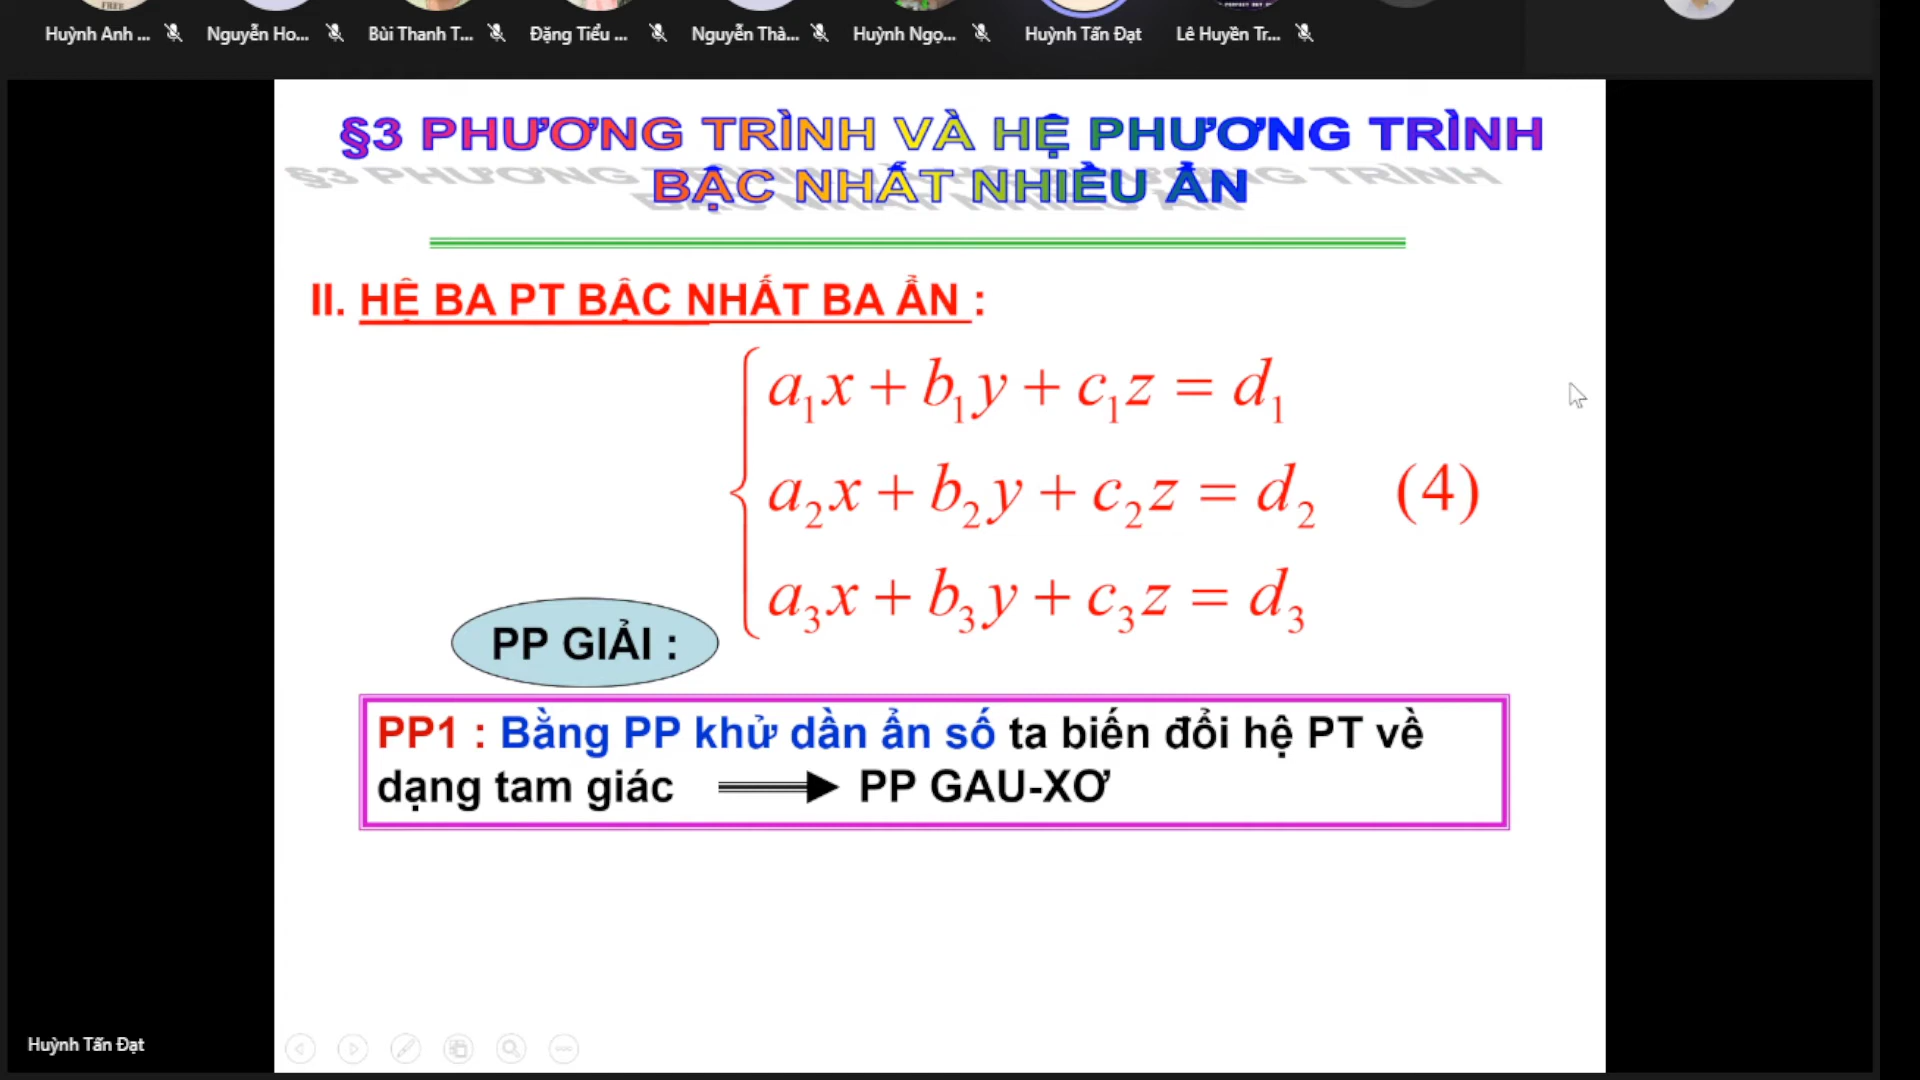 Huỳnh Anh ... Nguyễn Ho... Bùi Thanh T... Đặng Tiểu ... Nguyễn Thà... Huỳnh Ngọ... Huỳnh Tấn Đạt Lê Huyền Tr...
§3 PHƯƠNG TRÌNH VÀ HỆ PHƯƠNG TRÌNH
BẬC NHẤT NHIỀU ẨN
II. HỆ BA PT BẬC NHẤT BA ẨN :
a₁x + b₁y + c₁z = d₁
a₂x + b₂y + c₂z = d₂ (4)
a₃x + b₃y + c₃z = d₃
PP GIẢI :
PP1 : Bằng PP khử dần ẩn số ta biến đổi hệ PT về
dạng tam giác PP GAU-XƠ
Huỳnh Tấn Đạt